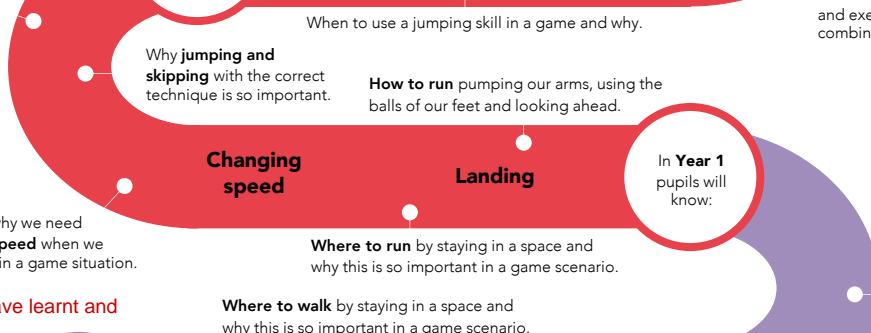 When to use a jumping skill in a game and why.
and exe
combin
Why jumping and
skipping with the correct
technique is so important.
How to run pumping our arms, using the
balls of our feet and looking ahead.
Changing
speed
Landing
In Year 1
pupils will
know:
why we need
speed when we
in a game situation.
Where to run by staying in a space and
why this is so important in a game scenario.
ave learnt and
Where to walk by staying in a space and
why this is so important in a game scenario.